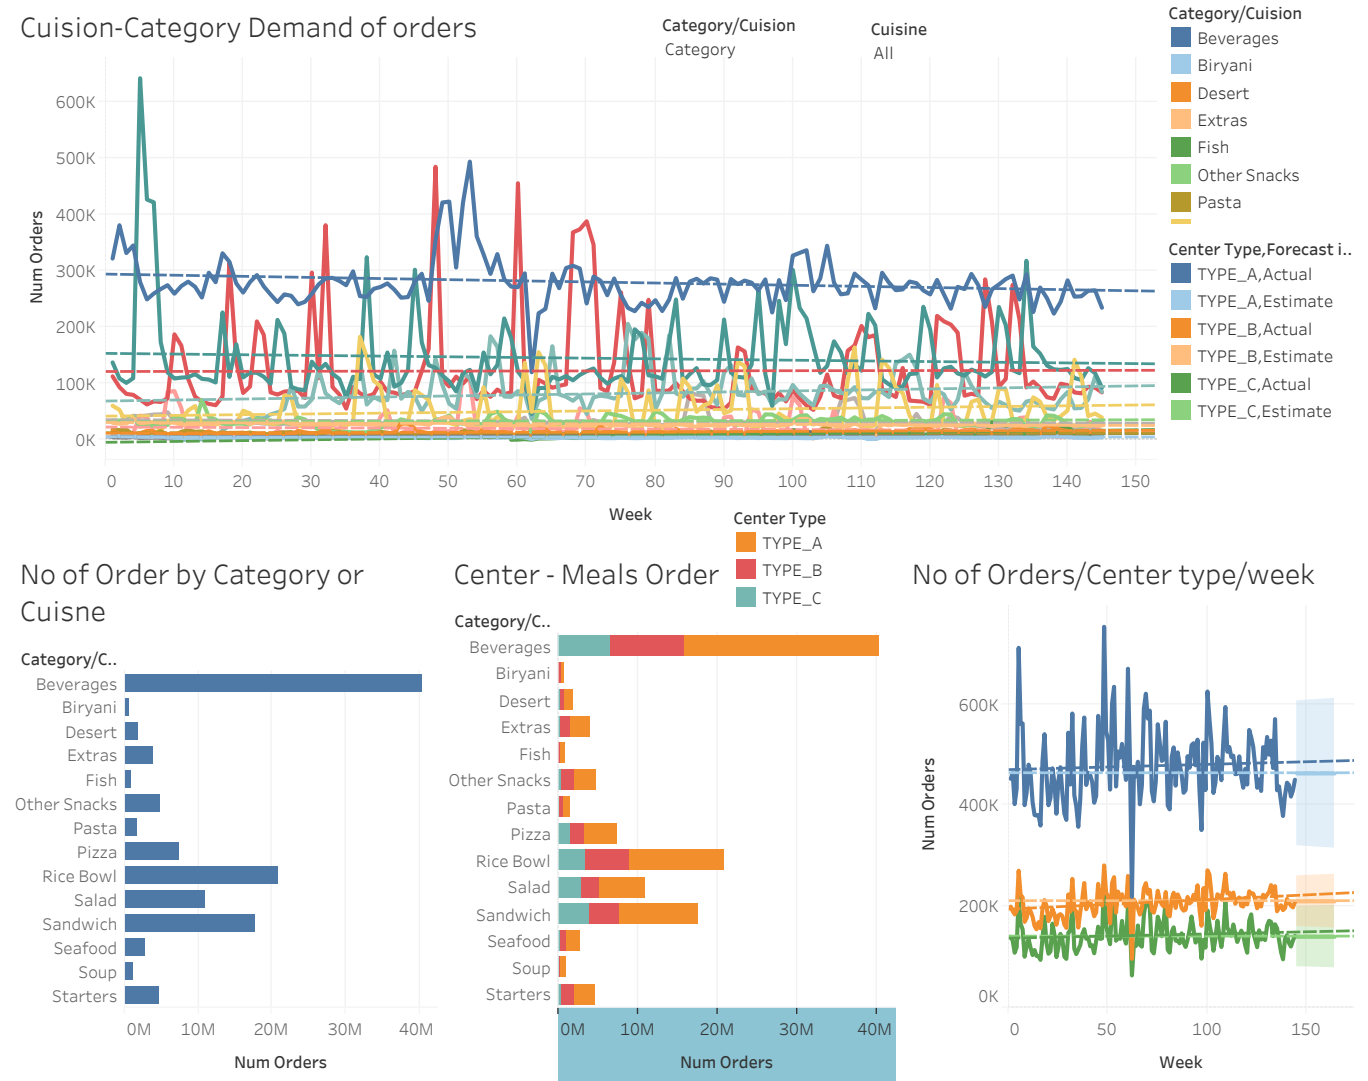 Cuision-Category Demand of orders
Category/Cuision
Category
Cuisine
All
Category/Cuision
Beverages
Biryani
Desert
Extras
Fish
Other Snacks
Pasta
Center Type,Forecast i..
TYPE_A,Actual
TYPE_A,Estimate
TYPE_B,Actual
TYPE_B,Estimate
TYPE_C,Actual
TYPE_C,Estimate
Num Orders
600K
500K
400K
300K
200K
100K
0K
0 10 20 30 40 50 60 70 80 90 100 110 120 130 140 150
Week
No of Order by Category or
Cuisne
Category/C..
Beverages
Biryani
Desert
Extras
Fish
Other Snacks
Pasta
Pizza
Rice Bowl
Salad
Sandwich
Seafood
Soup
Starters
0M 10M 20M 30M 40M
Num Orders
Center - Meals Order
Center Type
TYPE_A
TYPE_B
TYPE_C
Category/C..
Beverages
Biryani
Desert
Extras
Fish
Other Snacks
Pasta
Pizza
Rice Bowl
Salad
Sandwich
Seafood
Soup
Starters
0M 10M 20M 30M 40M
Num Orders
No of Orders/Center type/week
Num Orders
600K
400K
200K
0K
0 50 100 150
Week